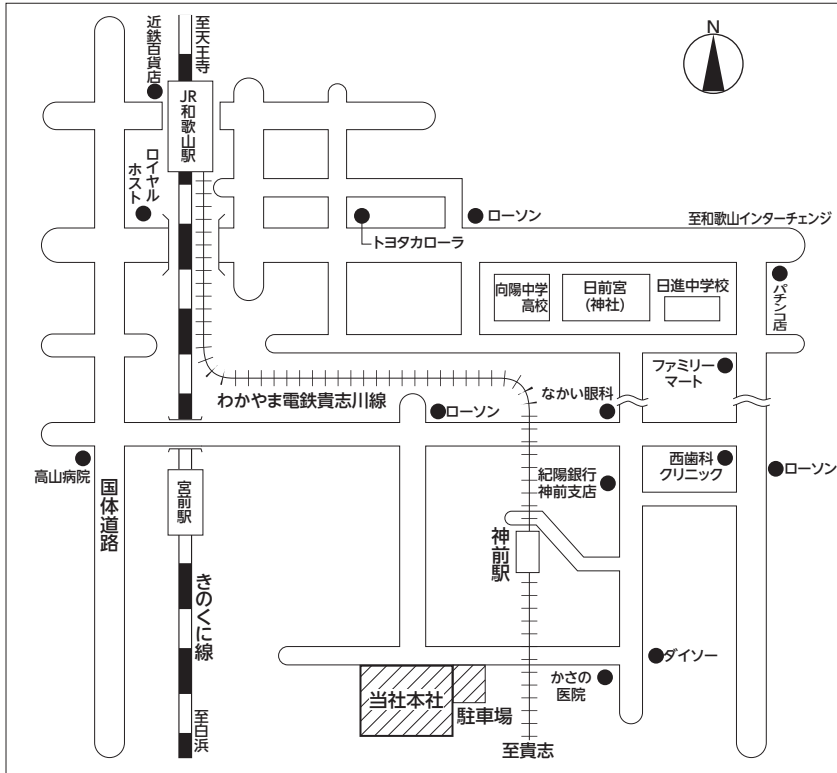 近鉄百貨店
至天王寺
N
JR和歌山駅
ロイヤル
ホスト
ローソン
至和歌山インターチェンジ
トヨタカローラ
向陽中学
高校
日前宮
(神社)
日進中学校
パチンコ店
ファミリー
マート
わかやま電鉄貴志川線
なかい眼科
ローソン
高山病院
国体道路
宮前駅
紀陽銀行
神前支店
西歯科
クリニック
ローソン
神前駅
きのくに線
ダイソー
かさの
医院
当社本社
駐車場
至白浜
至貴志